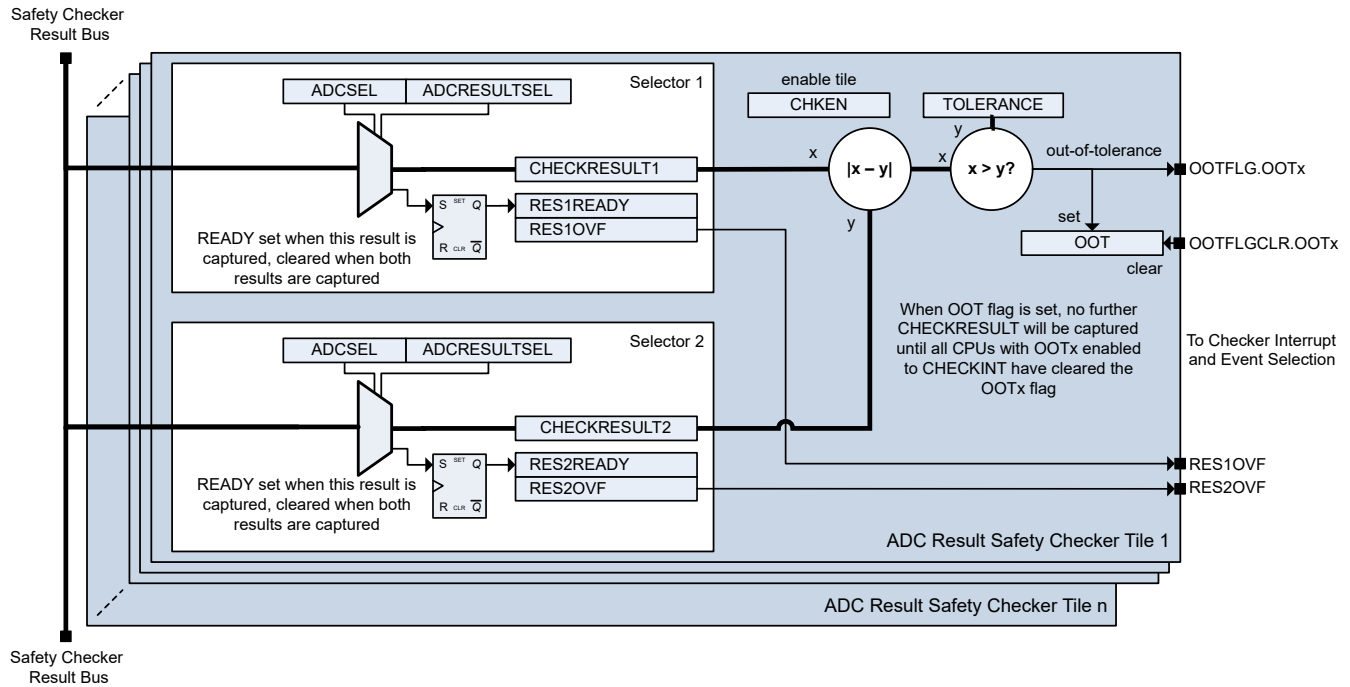 Safety Checker
Result Bus
Selector 1
ADCSEL
ADCRESULTSEL
enable tile
CHKEN
TOLERANCE
CHECKRESULT1
x
|x – y|
y
x
y
x > y?
out-of-tolerance
OOTFLG.OOTx
S
SET
Q
R
CLR
Q
RES1READY
RES1OVF
set
OOT
OOTFLGCLR.OOTx
clear
READY set when this result is
captured, cleared when both
results are captured
When OOT flag is set, no further
CHECKRESULT will be captured
until all CPUs with OOTx enabled
to CHECKINT have cleared the
OOTx flag
To Checker Interrupt
and Event Selection
Selector 2
ADCSEL
ADCRESULTSEL
CHECKRESULT2
S
SET
Q
R
CLR
Q
RES2READY
RES2OVF
READY set when this result is
captured, cleared when both
results are captured
RES1OVF
RES2OVF
ADC Result Safety Checker Tile 1
ADC Result Safety Checker Tile n
Safety Checker
Result Bus